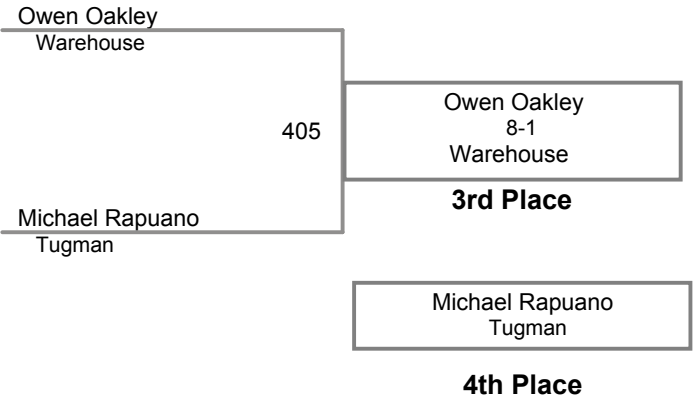 Owen Oakley
Warehouse
405
Owen Oakley
8-1
Warehouse
3rd Place
Michael Rapuano
Tugman
Michael Rapuano
Tugman
4th Place